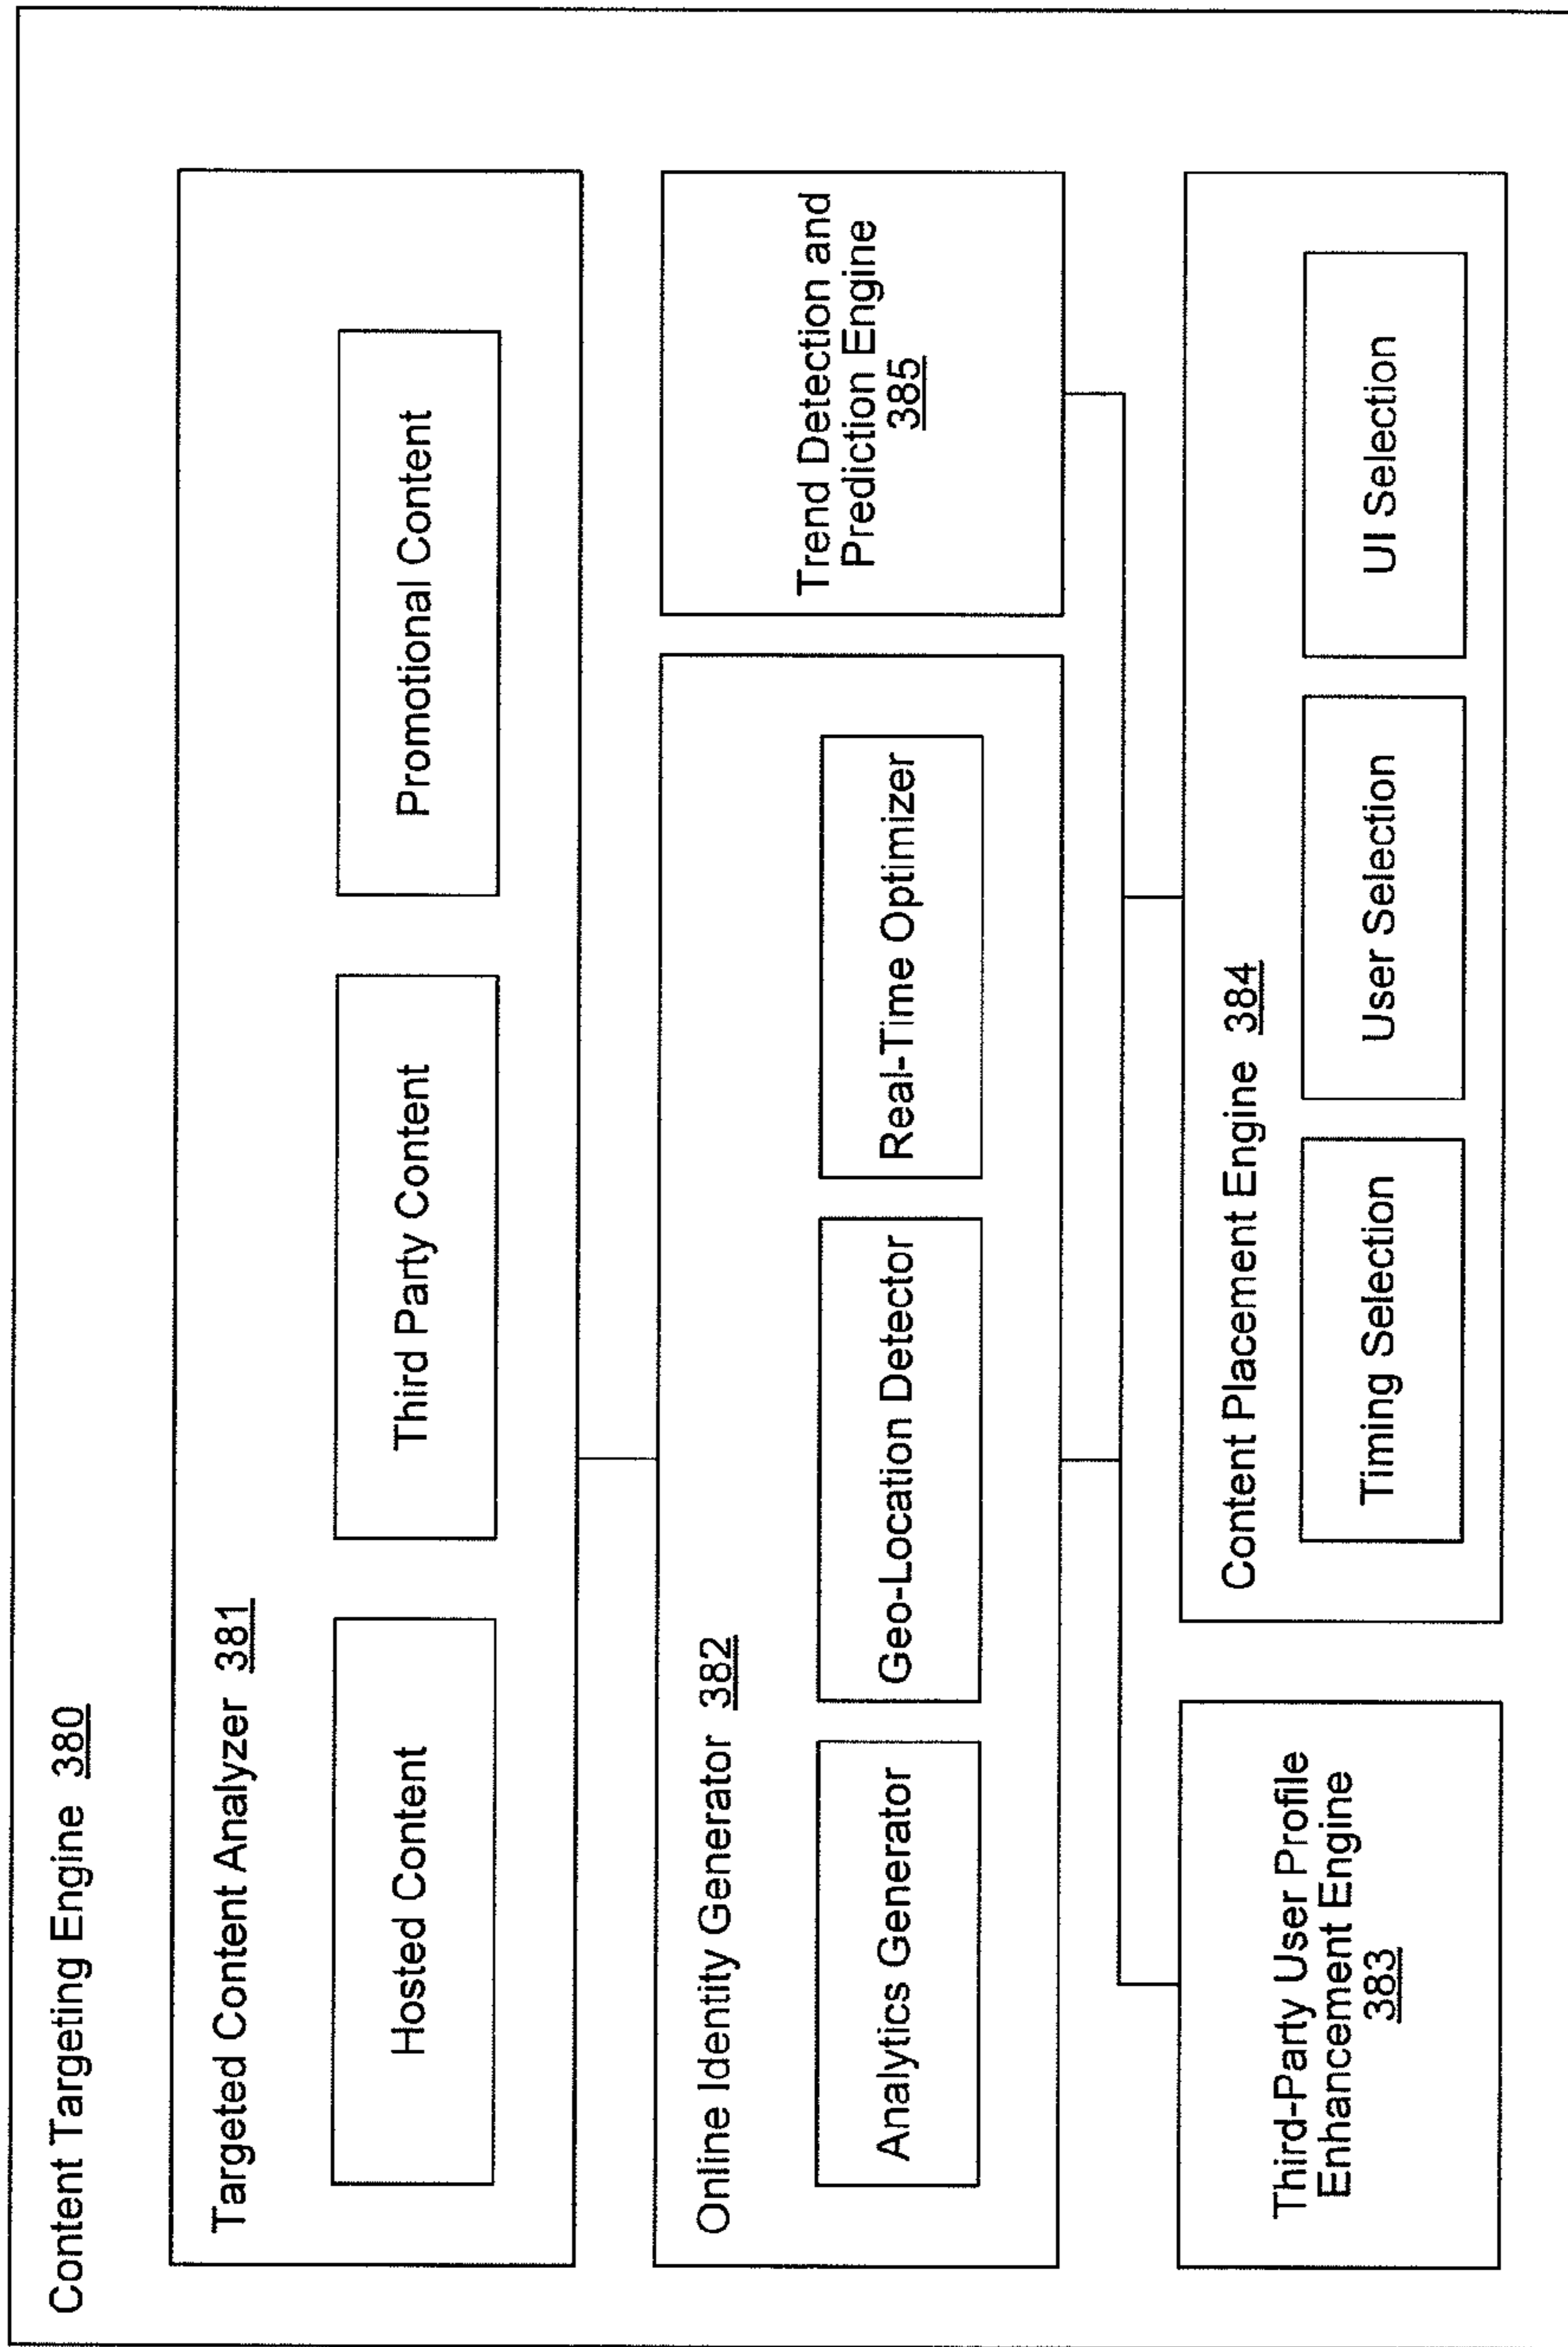 Content Targeting Engine 380
Targeted Content Analyzer 381
Hosted Content
Third Party Content
Promotional Content
Online Identity Generator 382
Analytics Generator
Geo-Location Detector
Real-Time Optimizer
Trend Detection and
Prediction Engine
385
Third-Party User Profile
Enhancement Engine
383
Content Placement Engine 384
Timing Selection
User Selection
UI Selection